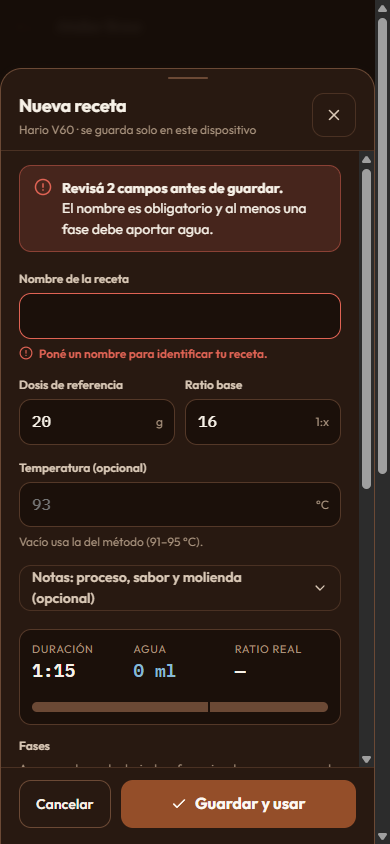 Nueva receta
Hario V60 · se guarda solo en este dispositivo
Revisá 2 campos antes de guardar.
El nombre es obligatorio y al menos una
fase debe aportar agua.
Nombre de la receta
Poné un nombre para identificar tu receta.
Dosis de referencia
Ratio base
20 g
16 1:x
Temperatura (opcional)
93 °C
Vacío usa la del método (91–95 °C).
Notas: proceso, sabor y molienda
(opcional)
DURACIÓN AGUA RATIO REAL
1:15 0 ml —
Fases
Cancelar
Guardar y usar